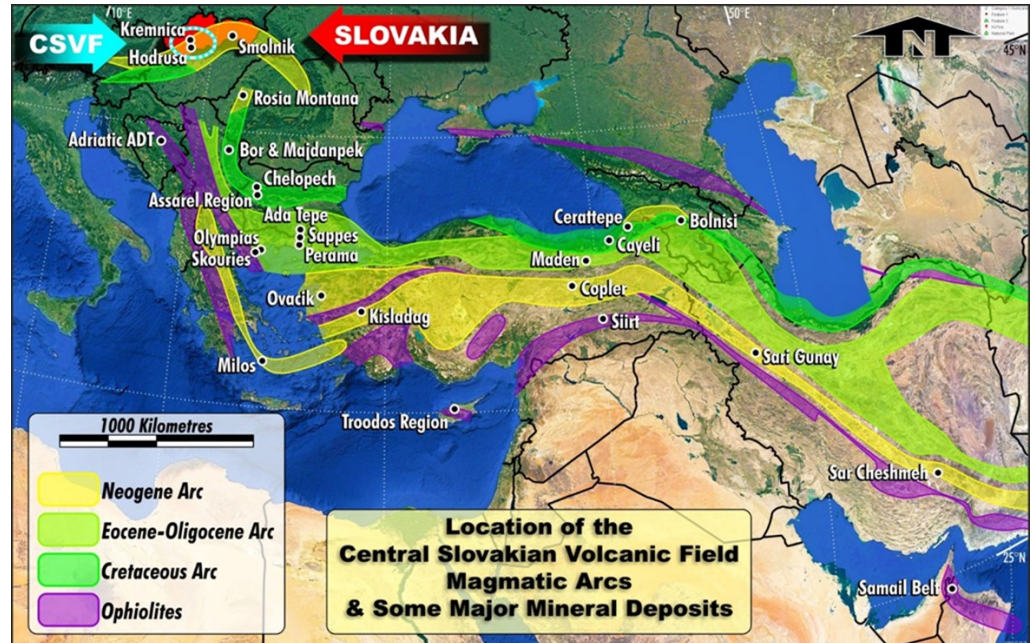 10°E
50°E
45°N
Kremnica
CSVF
Hodrusa
Smolnik
SLOVAKIA
N
Rosia Montana
Adriatic ADT
Bor & Majdanpek
Chelopech
Assarel Region
Ada Tepe
Sappes
Perama
Olympias
Skouries
Cerattepe
Bolnisi
Cayeli
Maden
Ovacik
Copler
Kisladag
Siirt
Milos
Sari Gunay
Troodos Region
Sar Cheshmeh
25°N
Samail Belt
1000 Kilometres
Neogene Arc
Eocene-Oligocene Arc
Cretaceous Arc
Ophiolites
Location of the
Central Slovakian Volcanic Field
Magmatic Arcs
& Some Major Mineral Deposits